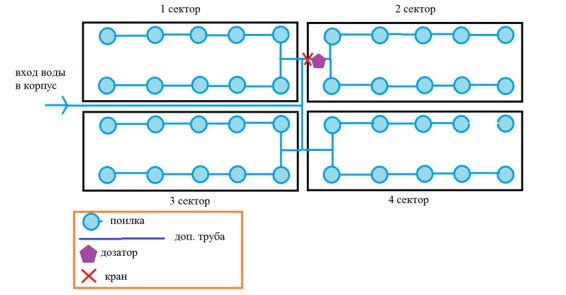 1 сектор
2 сектор
вход воды
в корпус
3 сектор
4 сектор
поилка
доп. труба
дозатор
кран